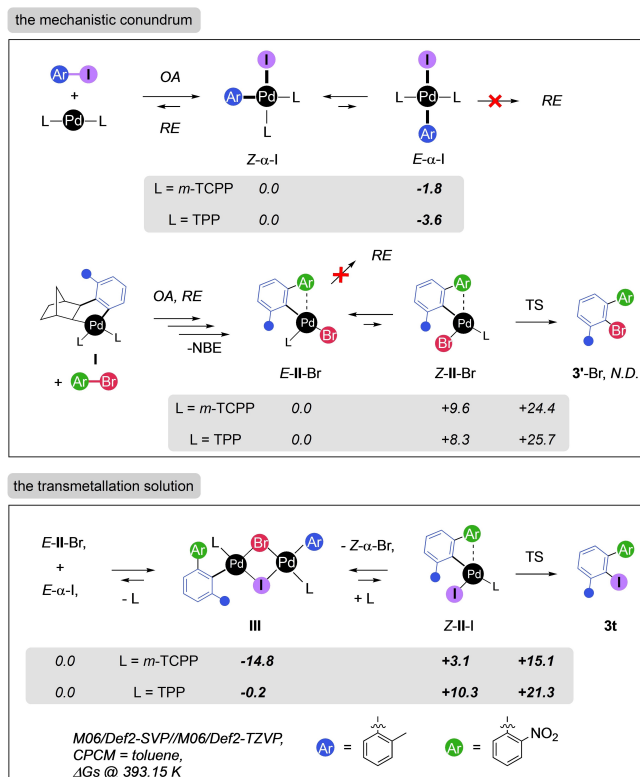 the mechanistic conundrum
Ar I
+
L Pd L
OA
RE
I
Ar Pd L
L
I
L Pd L
Ar
RE
Z-α-I E-α-I
L = m-TCPP 0.0 -1.8
L = TPP 0.0 -3.6
Pd
L L
I
+ Ar Br
OA, RE
-NBE
Ar
Pd
L Br
RE
Ar
Pd
Br L
TS
Ar
Br
E-II-Br Z-II-Br 3'-Br, N.D.
L = m-TCPP 0.0 +9.6 +24.4
L = TPP 0.0 +8.3 +25.7
the transmetallation solution
E-II-Br,
+
E-α-I,
- L
Ar L Br Ar
Pd Pd
I L
- Z-α-Br,
+ L
Ar
Pd
I L
TS
Ar
I
III Z-II-I 3t
0.0 L = m-TCPP -14.8 +3.1 +15.1
0.0 L = TPP -0.2 +10.3 +21.3
M06/Def2-SVP//M06/Def2-TZVP,
CPCM = toluene,
ΔGs @ 393.15 K
Ar =
Ar = NO2